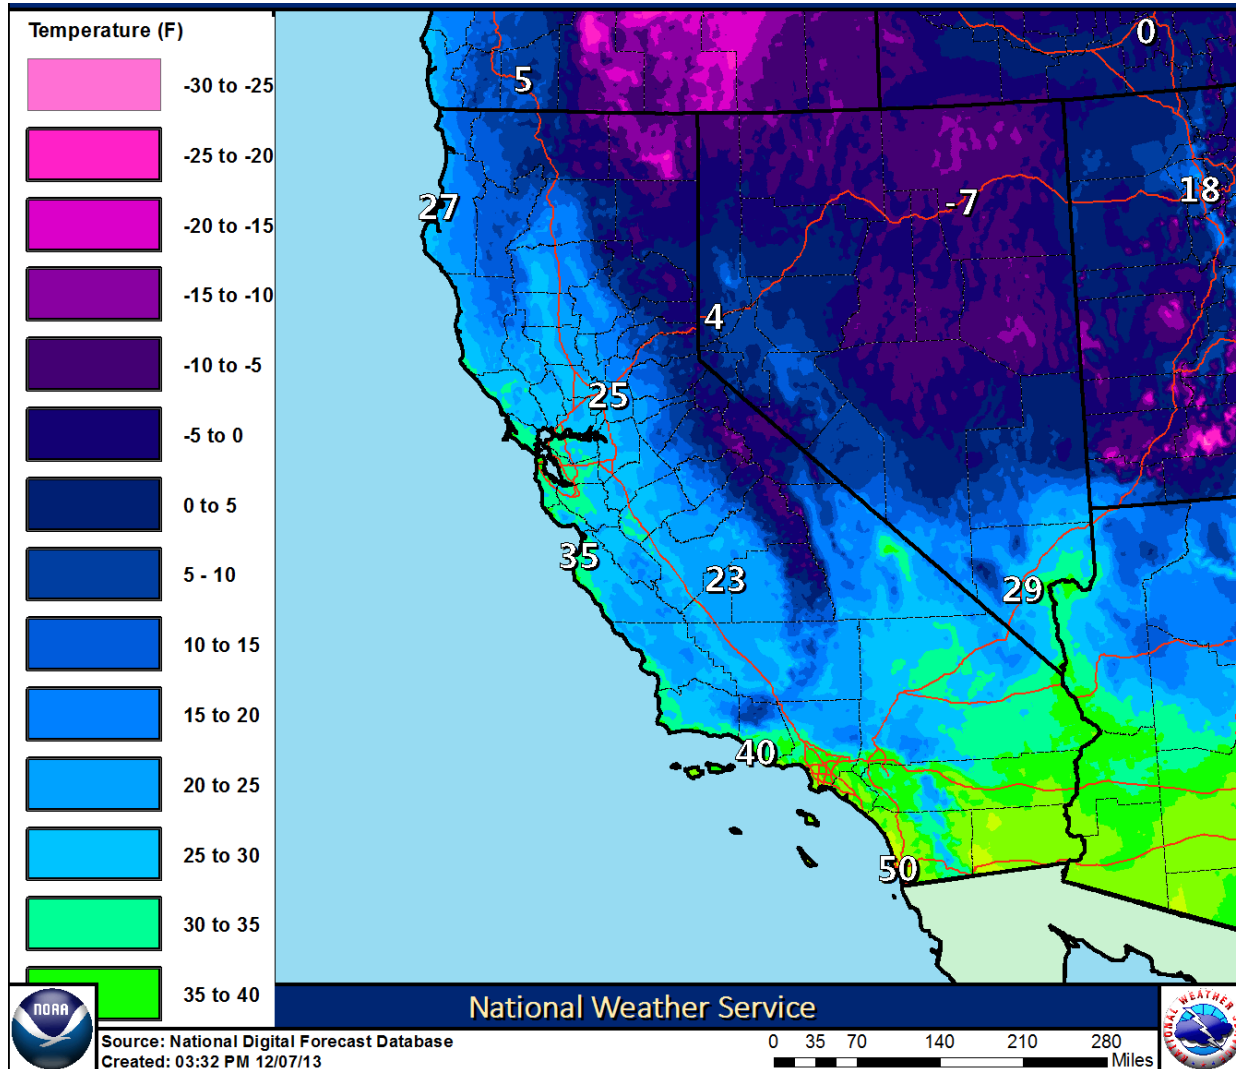 Temperature (F)
-30 to -25
-25 to -20
-20 to -15
-15 to -10
-10 to -5
-5 to 0
0 to 5
5 - 10
10 to 15
15 to 20
20 to 25
25 to 30
30 to 35
35 to 40
0
5
27
-7
18
4
25
35
23
29
40
50
National Weather Service
NOAA
Source: National Digital Forecast Database
Created: 03:32 PM 12/07/13
0 35 70 140 210 280
Miles
NATIONAL WEATHER